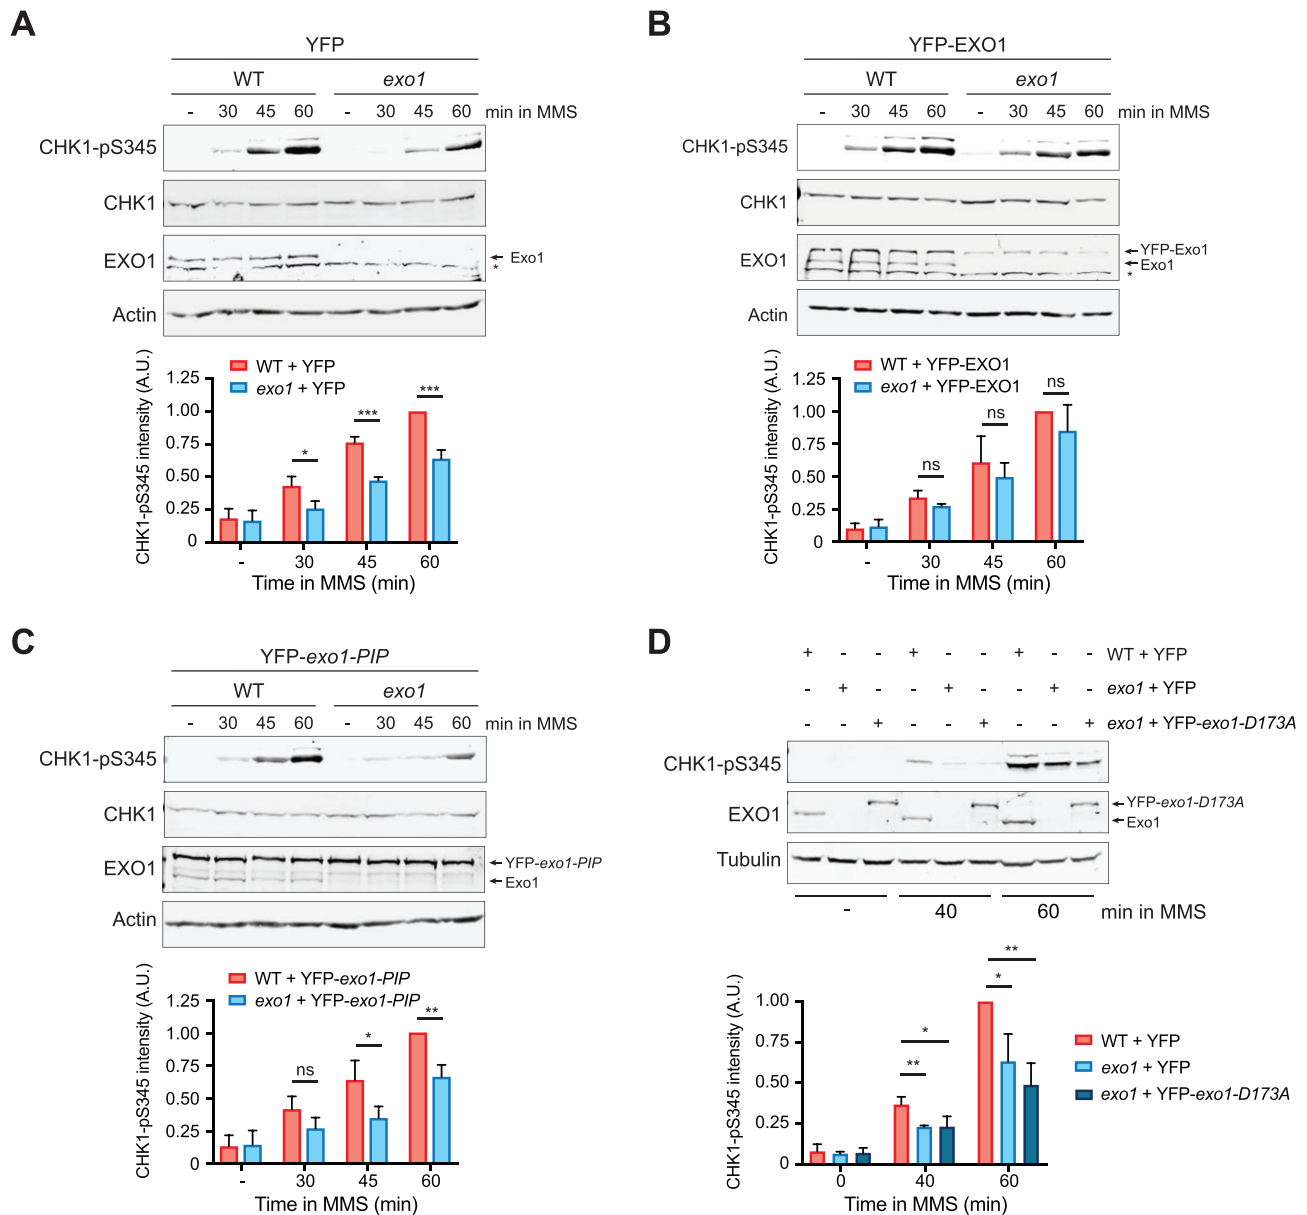 A
YFP
WT exo1
- 30 45 60 - 30 45 60 min in MMS
CHK1-pS345
CHK1
EXO1
Exo1
*
Actin
CHK1-pS345 intensity (A.U.)
WT + YFP
exo1 + YFP
1.25
1.00
0.75
0.50
0.25
0
* *** ***
- 30 45 60
Time in MMS (min)
B
YFP-EXO1
WT exo1
- 30 45 60 - 30 45 60 min in MMS
CHK1-pS345
CHK1
EXO1
YFP-Exo1
Exo1
*
Actin
CHK1-pS345 intensity (A.U.)
WT + YFP-EXO1
exo1 + YFP-EXO1
1.25
1.00
0.75
0.50
0.25
0
ns ns ns
- 30 45 60
Time in MMS (min)
C
YFP-exo1-PIP
WT exo1
- 30 45 60 - 30 45 60 min in MMS
CHK1-pS345
CHK1
EXO1
YFP-exo1-PIP
Exo1
Actin
CHK1-pS345 intensity (A.U.)
WT + YFP-exo1-PIP
exo1 + YFP-exo1-PIP
1.25
1.00
0.75
0.50
0.25
0
ns * **
- 30 45 60
Time in MMS (min)
D
+ - - + - - + - - WT + YFP
- + - - + - - + - exo1 + YFP
- - + - - + - - + exo1 + YFP-exo1-D173A
CHK1-pS345
EXO1
YFP-exo1-D173A
Exo1
Tubulin
- 40 60 min in MMS
CHK1-pS345 intensity (A.U.)
1.00
0.75
0.50
0.25
0
** * * **
0 40 60
Time in MMS (min)
WT + YFP
exo1 + YFP
exo1 + YFP-exo1-D173A